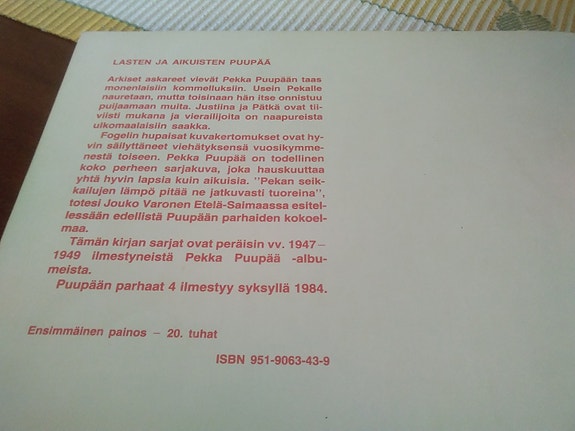 LASTEN JA AIKUISTEN PUUPÄÄ
Arkiset askareet vievät Pekka Puupään taas
monenlaisiin kommelluksiin. Usein Pekalle
nauretaan, mutta toisinaan hän itse onnistuu
puijaamaan muita. Justiina ja Pätkä ovat tii-
viisti mukana ja vierailijoita on naapureista
ulkomaalaisiin saakka.
Fogelin hupaisat kuvakertomukset ovat hy-
vin säilyttäneet viehätyksensä vuosikymme-
nestä toiseen. Pekka Puupää on todellinen
koko perheen sarjakuva, joka hauskuuttaa
yhtä hyvin lapsia kuin aikuisia. "Pekan seik-
kailujen lämpö pitää ne jatkuvasti tuoreina",
totesi Jouko Varonen Etelä-Saimaassa esitel-
lessään edellistä Puupään parhaiden kokoel-
maa.
Tämän kirjan sarjat ovat peräisin vv. 1947 –
1949 ilmestyneistä Pekka Puupää -albu-
meista.
Puupään parhaat 4 ilmestyy syksyllä 1984.
Ensimmäinen painos – 20. tuhat
ISBN 951-9063-43-9